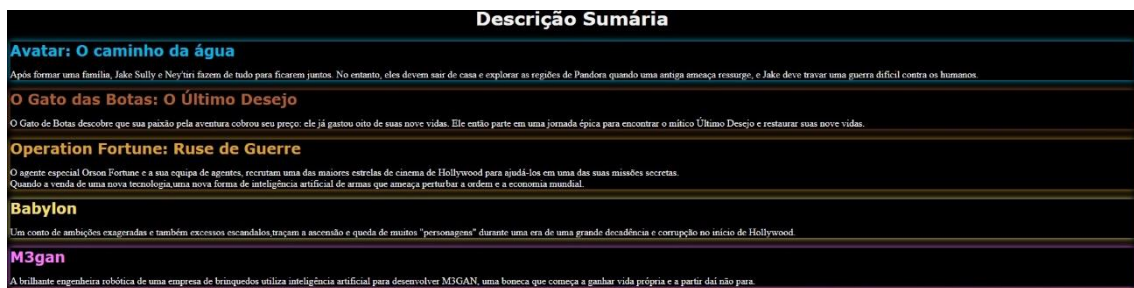 Descrição Sumária
Avatar: O caminho da água
Após formar uma família, Jake Sully e Ney'tiri fazem de tudo para ficarem juntos. No entanto, eles devem sair de casa e explorar as regiões de Pandora quando uma antiga ameaça ressurge, e Jake deve travar uma guerra difícil contra os humanos.
O Gato das Botas: O Último Desejo
O Gato de Botas descobre que sua paixão pela aventura cobrou seu preço: ele já gastou oito de suas nove vidas. Ele então parte em uma jornada épica para encontrar o mítico Último Desejo e restaurar suas nove vidas.
Operation Fortune: Ruse de Guerre
O agente especial Orson Fortune e a sua equipa de agentes, recrutam uma das maiores estrelas de cinema de Hollywood para ajudá-los em uma das suas missões secretas.
Quando a venda de uma nova tecnologia,uma nova forma de inteligência artificial de armas que ameaça perturbar a ordem e a economia mundial.
Babylon
Um conto de ambições exageradas e também excessos escandalos,traçam a ascensão e queda de muitos "personagens" durante uma era de uma grande decadência e corrupção no início de Hollywood.
M3gan
A brilhante engenheira robótica de uma empresa de brinquedos utiliza inteligência artificial para desenvolver M3GAN, uma boneca que começa a ganhar vida própria e a partir daí não para.